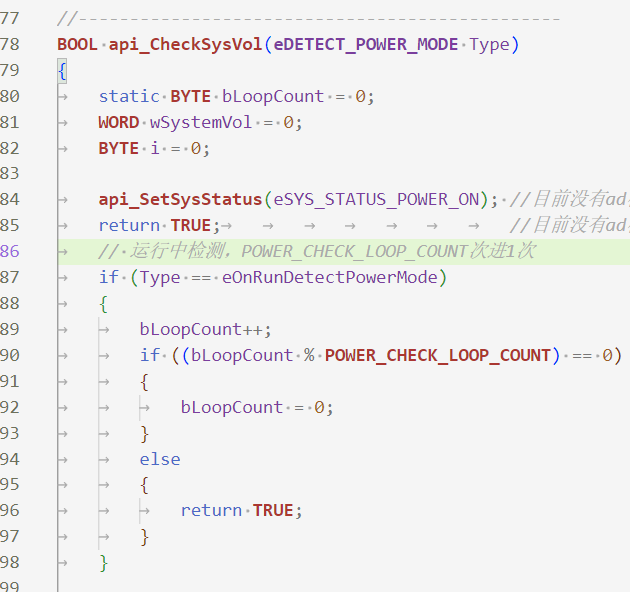 77 //-----------------------------------------------
78 BOOL api_CheckSysVol(eDETECT_POWER_MODE Type)
79 {
80 static BYTE bLoopCount = 0;
81 WORD wSystemVol = 0;
82 BYTE i = 0;
83
84 api_SetSysStatus(eSYS_STATUS_POWER_ON); //目前没有ad
85 return TRUE; //目前没有ad
86 // 运行中检测，POWER_CHECK_LOOP_COUNT次进1次
87 if (Type == eOnRunDetectPowerMode)
88 {
89 bLoopCount++;
90 if ((bLoopCount % POWER_CHECK_LOOP_COUNT) == 0)
91 {
92 bLoopCount = 0;
93 }
94 else
95 {
96 return TRUE;
97 }
98 }
99